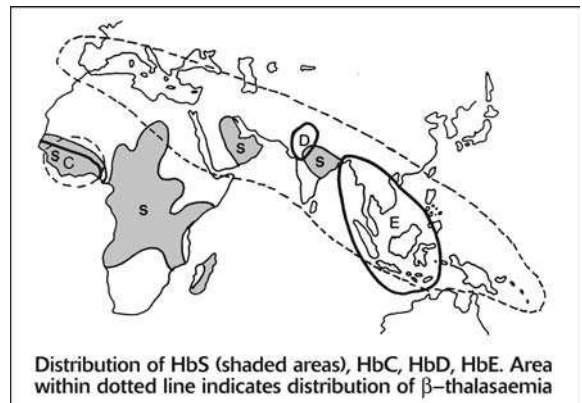 S C
S
S
D
S
E
Distribution of HbS (shaded areas), HbC, HbD, HbE. Area
within dotted line indicates distribution of β–thalasaemia